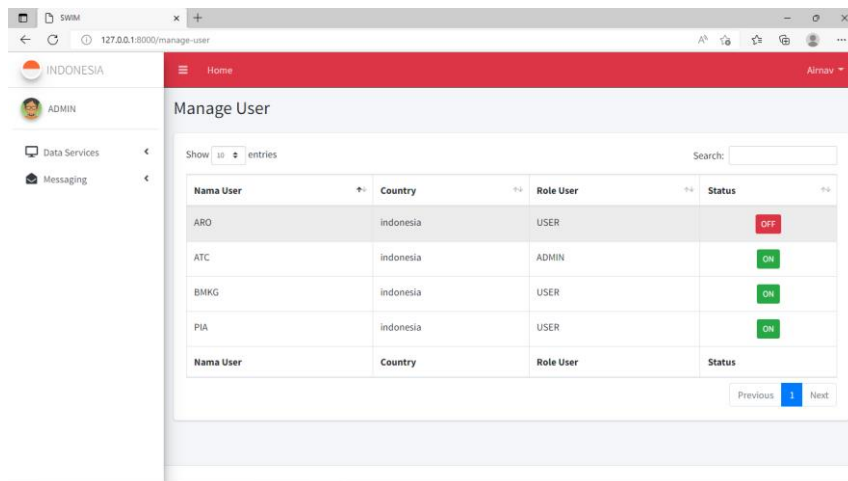 SWIM
127.0.0.1:8000/manage-user
INDONESIA
Home
Airnav
ADMIN
Manage User
Data Services
Messaging
Show 10 entries
Search:
Nama User Country Role User Status
ARO indonesia USER OFF
ATC indonesia ADMIN ON
BMKG indonesia USER ON
PIA indonesia USER ON
Nama User Country Role User Status
Previous 1 Next